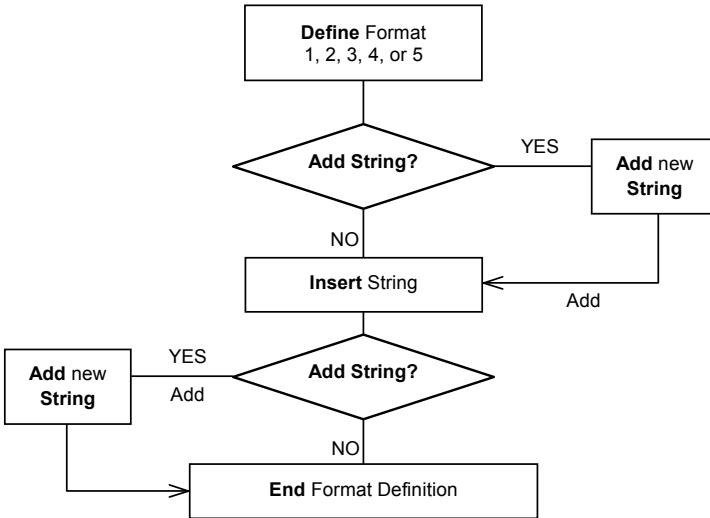 Define Format
1, 2, 3, 4, or 5
Add String?
YES
Add new
String
NO
Insert String
Add
Add String?
YES
Add
Add new
String
NO
End Format Definition